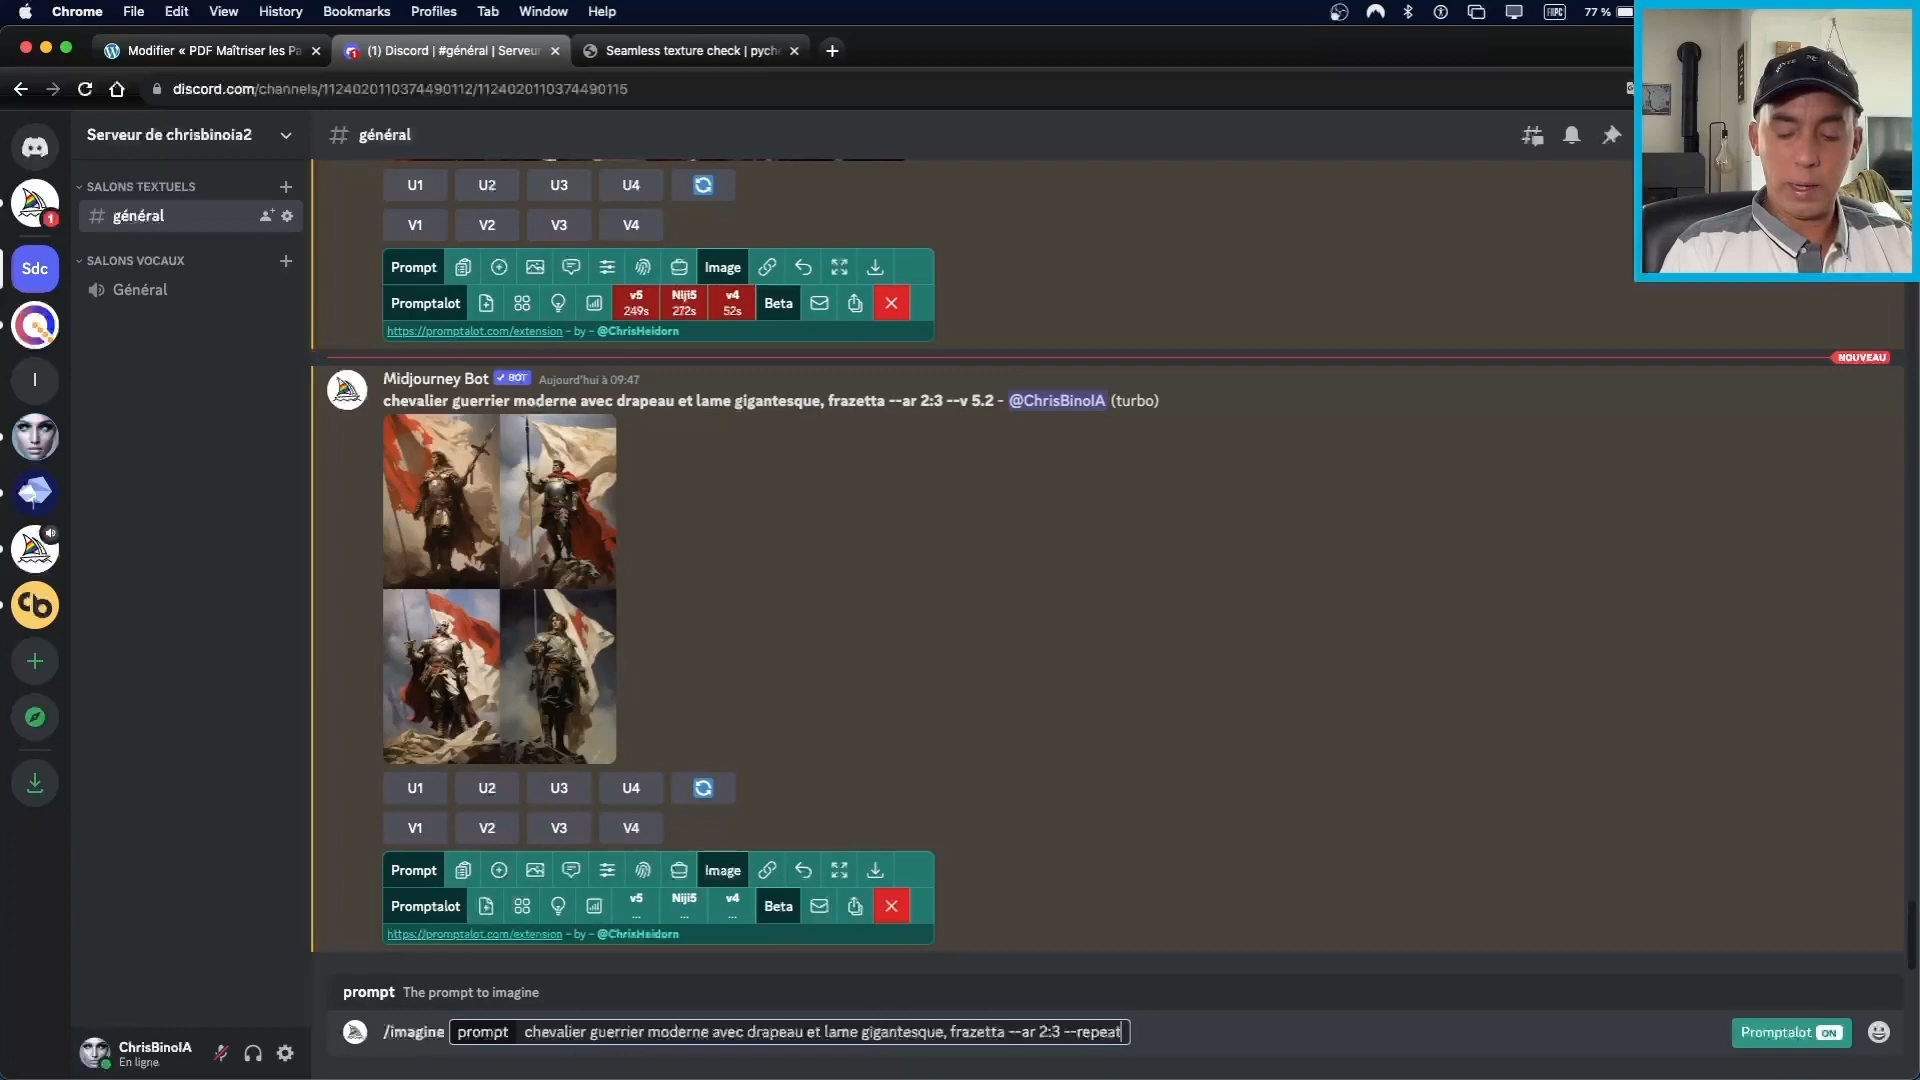 Chrome File Edit View History Bookmarks Profiles Tab Window Help
77 %
Modifier « PDF Maîtriser les Pa
(1) Discord | #général | Serveur
Seamless texture check | pych
discord.com/channels/1124020110374490112/1124020110374490115
Serveur de chrisbinoia2
# général
SALONS TEXTUELS
1
# général
SALONS VOCAUX
Sdc
Général
I
U1 U2 U3 U4
V1 V2 V3 V4
Prompt Image
Promptalot v5 249s Niji5 272s v4 52s Beta
https://promptalot.com/extension - by - @ChrisHeidorn
NOUVEAU
Midjourney Bot ✓ BOT Aujourd'hui à 09:47
chevalier guerrier moderne avec drapeau et lame gigantesque, frazetta --ar 2:3 --v 5.2 - @ChrisBinoIA (turbo)
U1 U2 U3 U4
V1 V2 V3 V4
Prompt Image
Promptalot v5 ... Niji5 ... v4 ... Beta
https://promptalot.com/extension - by - @ChrisHeidorn
prompt The prompt to imagine
/imagine prompt chevalier guerrier moderne avec drapeau et lame gigantesque, frazetta --ar 2:3 --repeat
Promptalot ON
ChrisBinoIA
En ligne